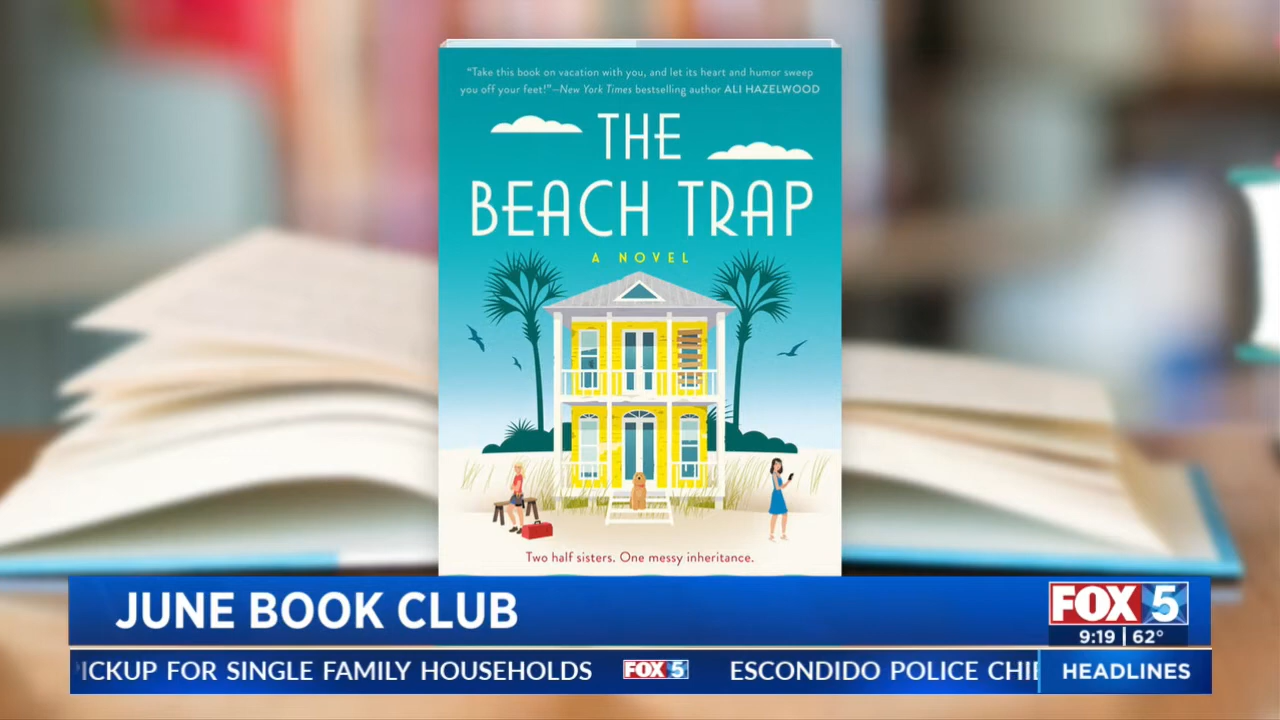 "Take this book on vacation with you, and let its heart and humor sweep
you off your feet!"—New York Times bestselling author ALI HAZELWOOD
THE
BEACH TRAP
A NOVEL
Two half sisters. One messy inheritance.
JUNE BOOK CLUB
FOX 5
9:19 | 62°
ICKUP FOR SINGLE FAMILY HOUSEHOLDS FOX 5 ESCONDIDO POLICE CHI
HEADLINES